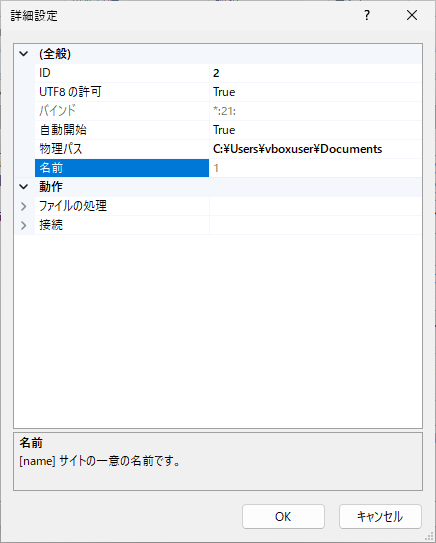 詳細設定
(全般)
ID 2
UTF8 の許可 True
バインド *:21:
自動開始 True
物理パス C:¥Users¥vboxuser¥Documents
名前 1
動作
ファイルの処理
接続
名前
[name] サイトの一意の名前です。
OK キャンセル